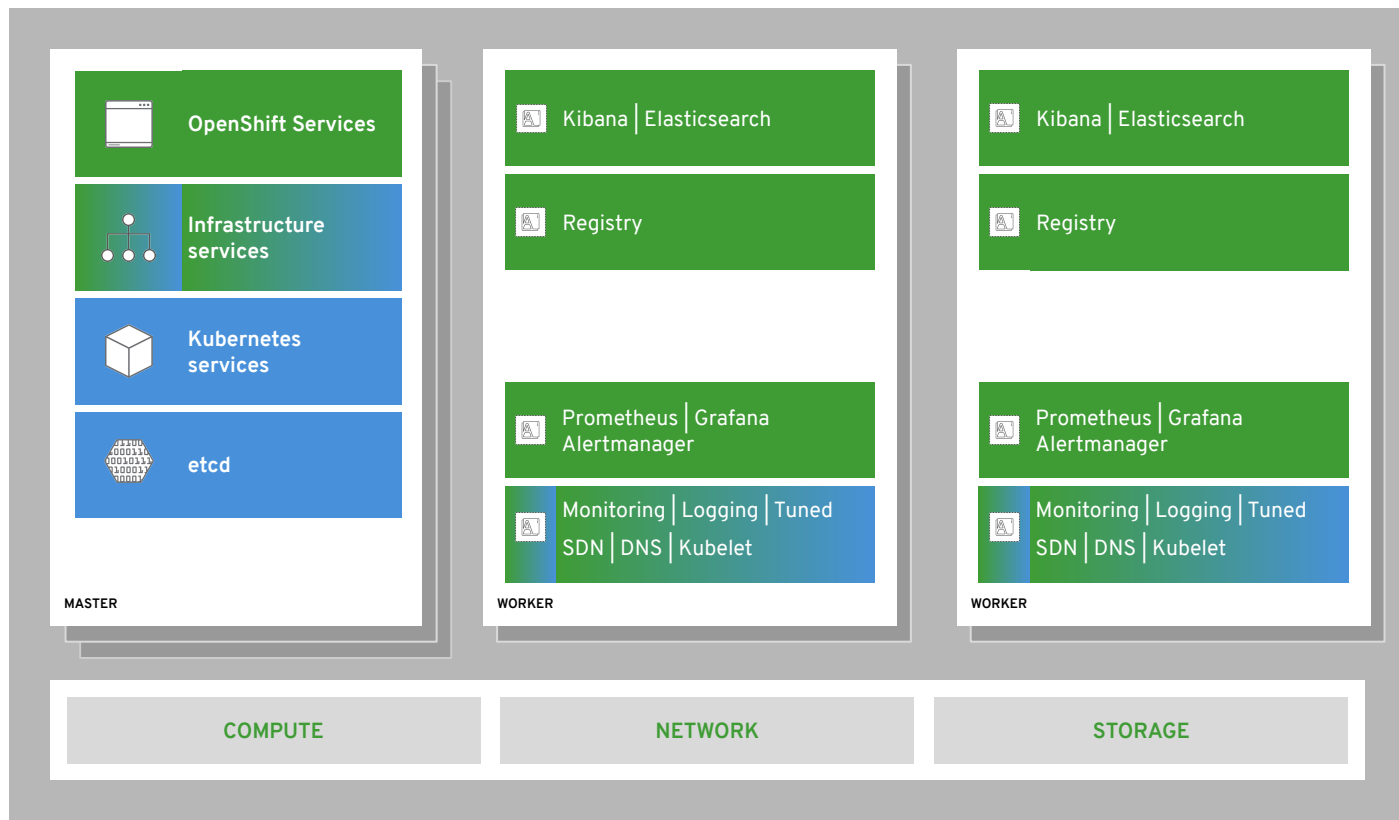 OpenShift Services
Infrastructure
services
Kubernetes
services
etcd
MASTER
Kibana | Elasticsearch
Registry
Prometheus | Grafana
Alertmanager
Monitoring | Logging | Tuned
SDN | DNS | Kubelet
WORKER
Kibana | Elasticsearch
Registry
Prometheus | Grafana
Alertmanager
Monitoring | Logging | Tuned
SDN | DNS | Kubelet
WORKER
COMPUTE
NETWORK
STORAGE